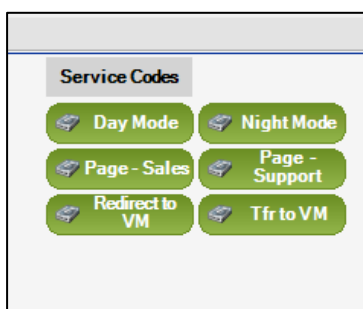 Service Codes
Day Mode
Night Mode
Page - Sales
Page -
Support
Redirect to
VM
Tfr to VM